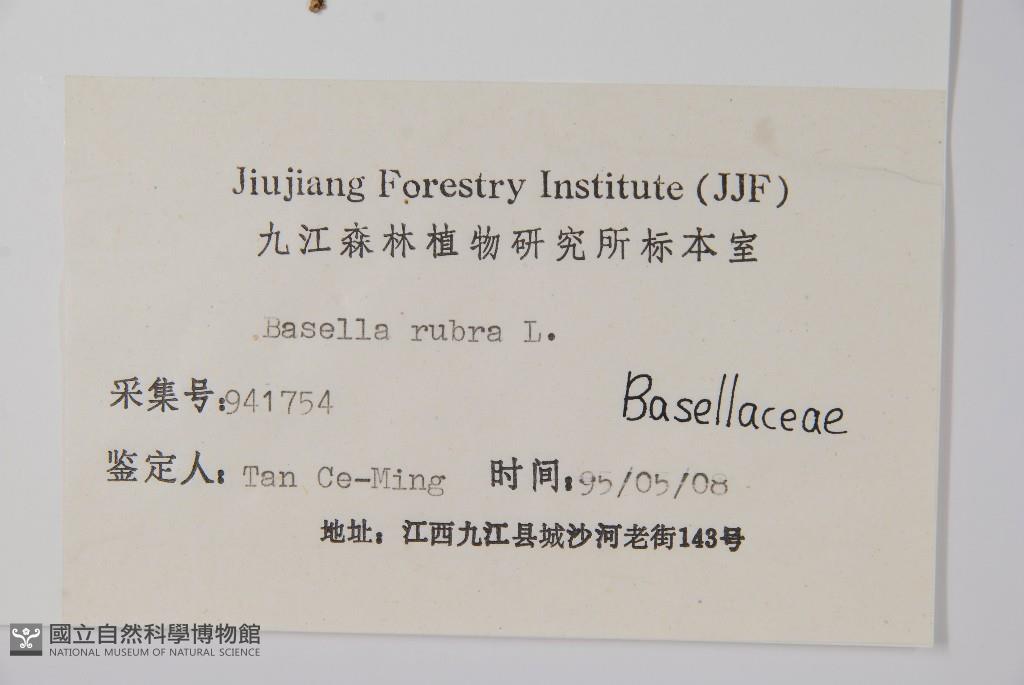 Jiujiang Forestry Institute (JJF)
九江森林植物研究所标本室
Basella rubra L.
采集号:941754
Basellaceae
鉴定人: Tan Ce-Ming 时间:95/05/08
地址: 江西九江县城沙河老街143号
國立自然科學博物館
NATIONAL MUSEUM OF NATURAL SCIENCE